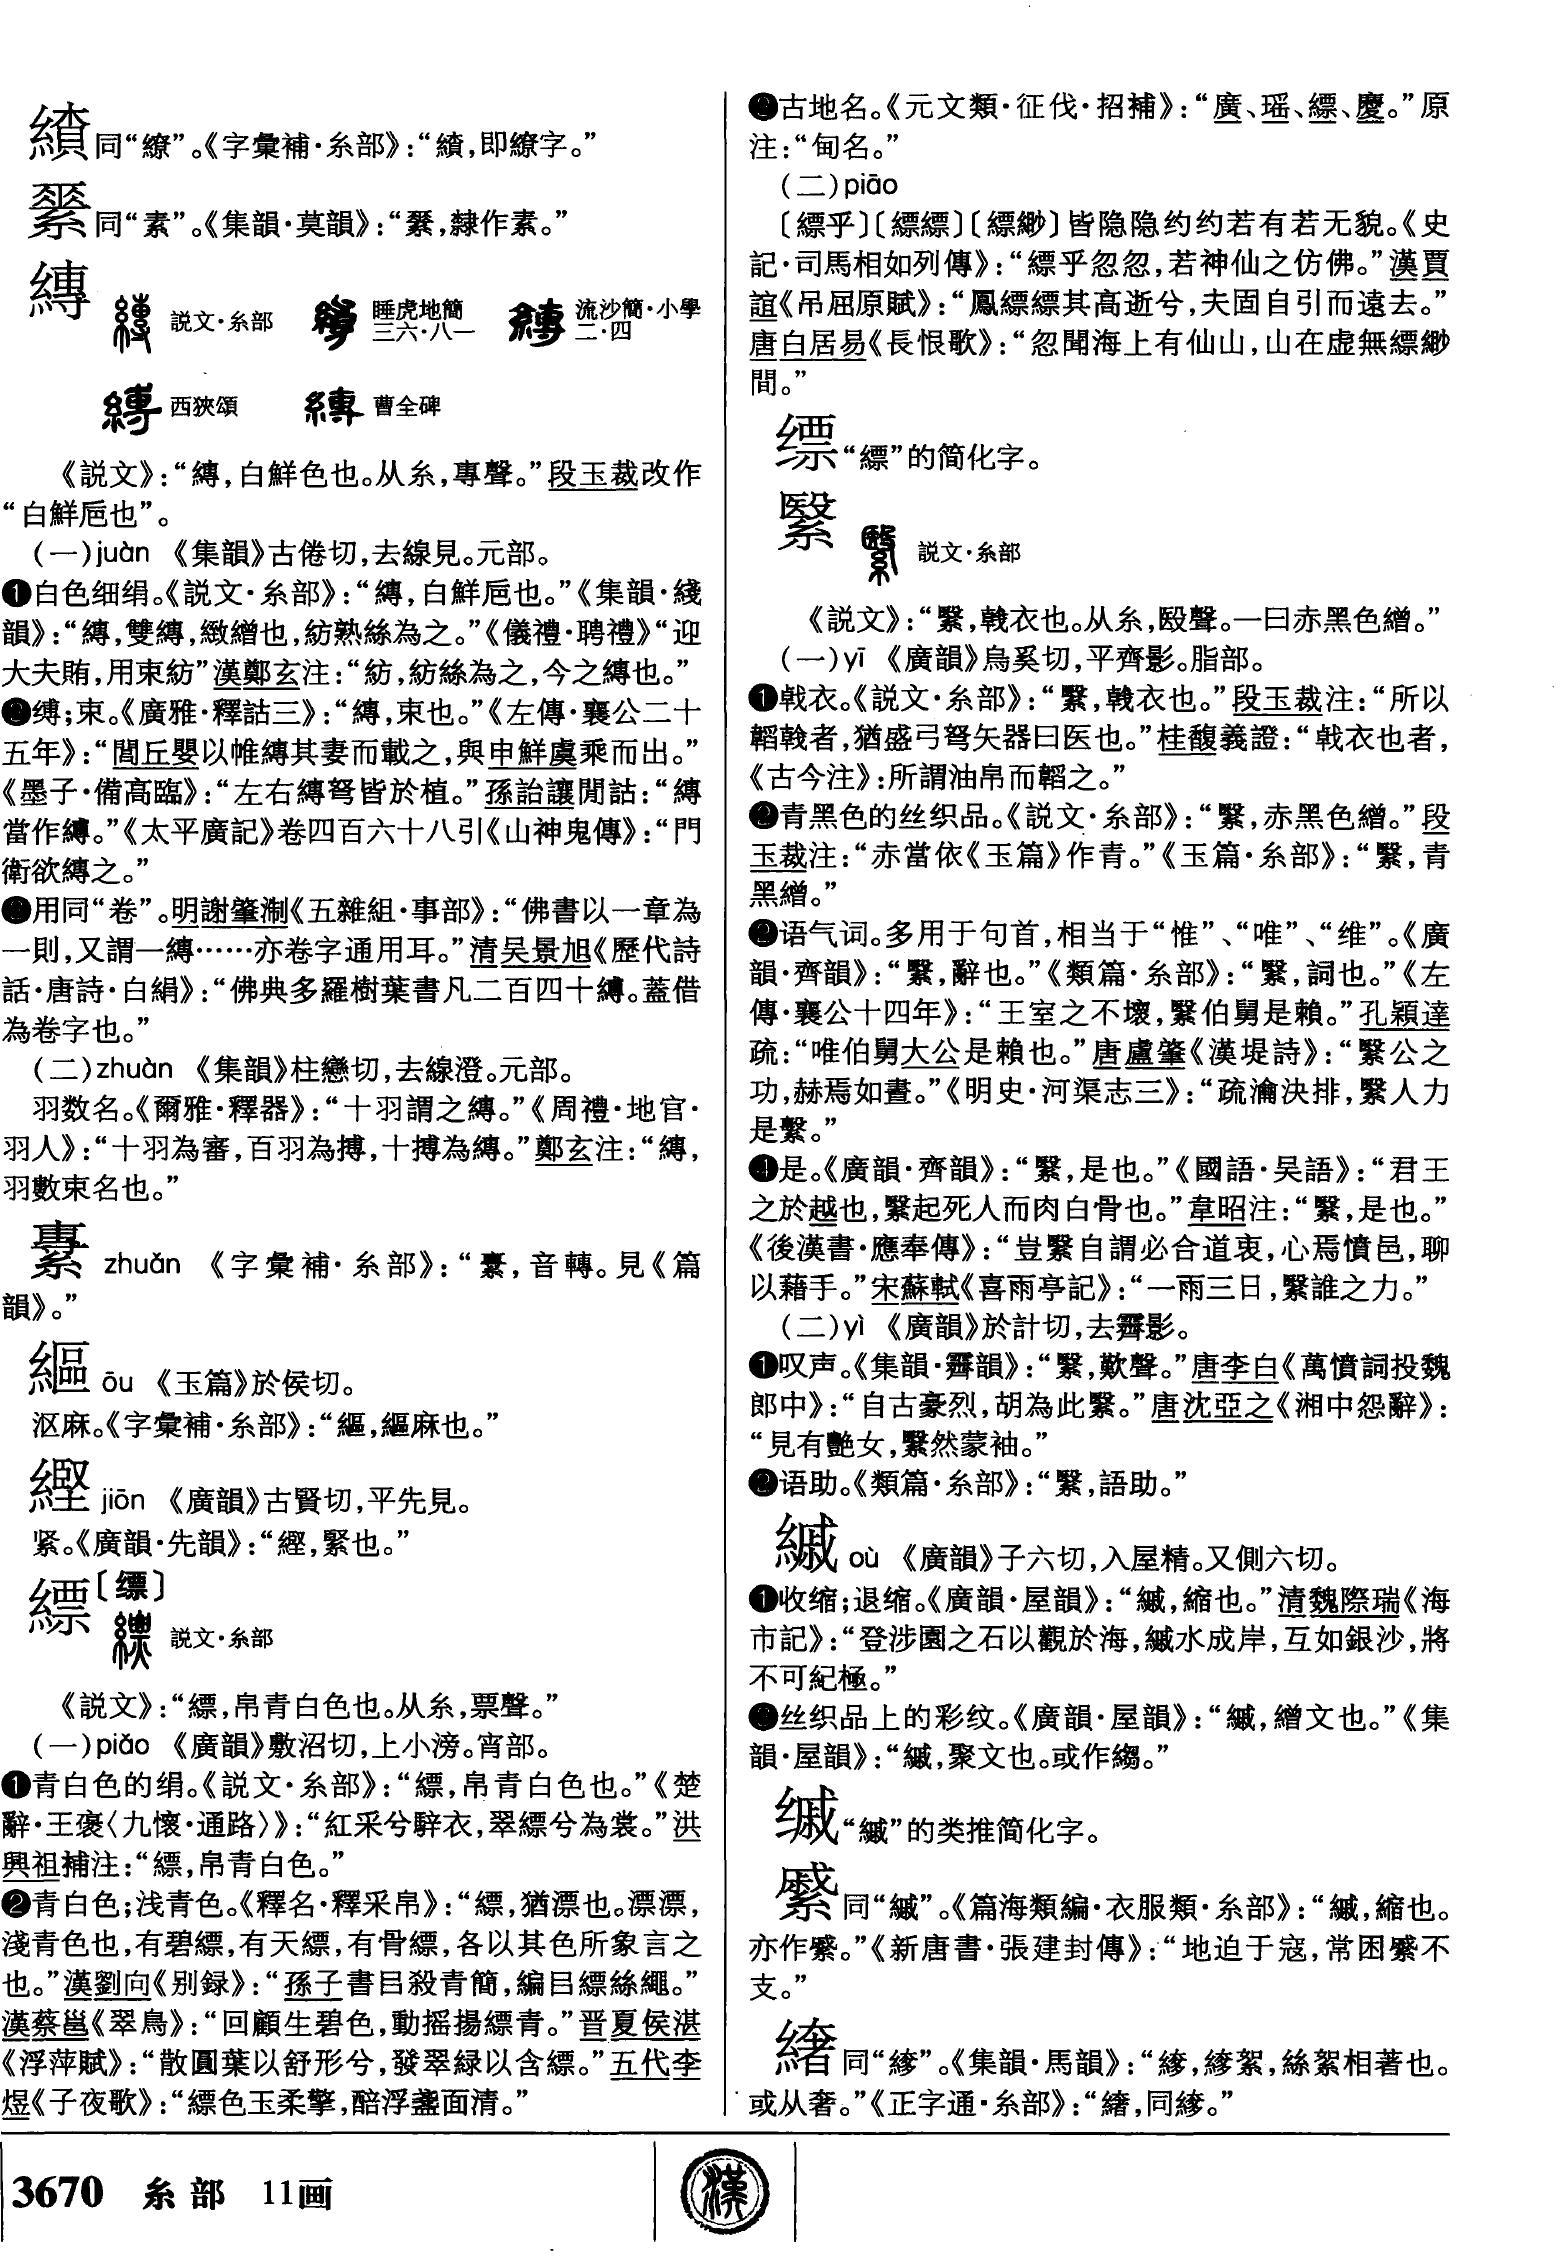 同“繚”。《字彙補·糸部》：“䌞，即繚字。”
同“素”。《集韻·莫韻》：“，隸作素。”
縳
説文·糸部
睡虎地簡
三六·八一
流沙簡·小學
二·四
西狹頌
曹全碑
《説文》：“縳，白鮮色也。从糸，專聲。”段玉裁改作
“白鮮巵也”。
（一）juàn 《集韻》古倦切，去線見。元部。
❶白色细绢。《説文·糸部》：“縳，白鮮巵也。”《集韻·綫
韻》：“縳，雙縳，緻繒也，紡熟絲為之。”《儀禮·聘禮》“迎
大夫賄，用束紡”漢鄭玄注：“紡，紡絲為之，今之縳也。”
❷缚；束。《廣雅·釋詁三》：“縳，束也。”《左傳·襄公二十
五年》：“閭丘嬰以帷縳其妻而載之，與申鮮虞乘而出。”
《墨子·備高臨》：“左右縳弩皆於植。”孫詒讓閒詁：“縳
當作縛。”《太平廣記》卷四百六十八引《山神鬼傳》：“門
衛欲縳之。”
❸用同“卷”。明謝肇淛《五雜組·事部》：“佛書以一章為
一則，又謂一縳……亦卷字通用耳。”清吴景旭《歷代詩
話·唐詩·白絹》：“佛典多羅樹葉書凡二百四十縳。蓋借
為卷字也。”
（二）zhuàn 《集韻》柱戀切，去線澄。元部。
羽数名。《爾雅·釋器》：“十羽謂之縳。”《周禮·地官·
羽人》：“十羽為審，百羽為摶，十摶為縳。”鄭玄注：“縳，
羽數束名也。”
zhuǎn 《字彙補·糸部》：“，音轉。見《篇
韻》。”
䌔 ōu 《玉篇》於侯切。
沤麻。《字彙補·糸部》：“䌔，䌔麻也。”
䌑 jiān 《廣韻》古賢切，平先見。
紧。《廣韻·先韻》：“䌑，緊也。”
縹〔缥〕
説文·糸部
《説文》：“縹，帛青白色也。从糸，票聲。”
（一）piǎo 《廣韻》敷沼切，上小滂。宵部。
❶青白色的绢。《説文·糸部》：“縹，帛青白色也。”《楚
辭·王褒〈九懷·通路〉》：“紅采兮騂衣，翠縹兮為裳。”洪
興祖補注：“縹，帛青白色。”
❷青白色；浅青色。《釋名·釋采帛》：“縹，猶漂也。漂漂，
淺青色也，有碧縹，有天縹，有骨縹，各以其色所象言之
也。”漢劉向《别録》：“孫子書㠯殺青簡，編㠯縹絲繩。”
漢蔡邕《翠鳥》：“回顧生碧色，動摇揚縹青。”晋夏侯湛
《浮萍賦》：“散圓葉以舒形兮，發翠緑以含縹。”五代李
煜《子夜歌》：“縹色玉柔擎，醅浮盞面清。”
❸古地名。《元文類·征伐·招補》：“廣、瑶、縹、慶。”原
注：“甸名。”
（二）piāo
〔縹乎〕〔縹縹〕〔縹緲〕皆隐隐约约若有若无貌。《史
記·司馬相如列傳》：“縹乎忽忽，若神仙之仿佛。”漢賈
誼《吊屈原賦》：“鳳縹縹其高逝兮，夫固自引而遠去。”
唐白居易《長恨歌》：“忽聞海上有仙山，山在虚無縹緲
間。”
缥“縹”的简化字。
繄
説文·糸部
《説文》：“繄，㦸衣也。从糸，殹聲。一曰赤黑色繒。”
（一）yī 《廣韻》烏奚切，平齊影。脂部。
❶戟衣。《説文·糸部》：“繄，㦸衣也。”段玉裁注：“所以
韜㦸者，猶盛弓弩矢器曰医也。”桂馥義證：“戟衣也者，
《古今注》：所謂油帛而韜之。”
❷青黑色的丝织品。《説文·糸部》：“繄，赤黑色繒。”段
玉裁注：“赤當依《玉篇》作青。”《玉篇·糸部》：“繄，青
黑繒。”
❸语气词。多用于句首，相当于“惟”、“唯”、“维”。《廣
韻·齊韻》：“繄，辭也。”《類篇·糸部》：“繄，詞也。”《左
傳·襄公十四年》：“王室之不壞，繄伯舅是賴。”孔穎達
疏：“唯伯舅大公是賴也。”唐盧肇《漢堤詩》：“繄公之
功，赫焉如晝。”《明史·河渠志三》：“疏瀹決排，繄人力
是繫。”
❹是。《廣韻·齊韻》：“繄，是也。”《國語·吴語》：“君王
之於越也，繄起死人而肉白骨也。”韋昭注：“繄，是也。”
《後漢書·應奉傳》：“豈繄自謂必合道衷，心焉憤邑，聊
以藉手。”宋蘇軾《喜雨亭記》：“一雨三日，繄誰之力。”
（二）yì 《廣韻》於計切，去霽影。
❶叹声。《集韻·霽韻》：“繄，歎聲。”唐李白《萬憤詞投魏
郎中》：“自古豪烈，胡為此繄。”唐沈亞之《湘中怨辭》：
“見有艷女，繄然蒙袖。”
❷语助。《類篇·糸部》：“繄，語助。”
縬 où 《廣韻》子六切，入屋精。又側六切。
❶收缩；退缩。《廣韻·屋韻》：“縬，縮也。”清魏際瑞《海
市記》：“登涉園之石以觀於海，縬水成岸，互如銀沙，將
不可紀極。”
❷丝织品上的彩纹。《廣韻·屋韻》：“縬，繒文也。”《集
韻·屋韻》：“縬，聚文也。或作縐。”
“縬”的类推简化字。
同“縬”。《篇海類編·衣服類·糸部》：“縬，縮也。
亦作。”《新唐書·張建封傳》：“地迫于寇，常困不
支。”
同“䋈”。《集韻·馬韻》：“䋈，䋈絮，絲絮相著也。
或从奢。”《正字通·糸部》：“，同䋈。”
3670 糸部 11画
漢